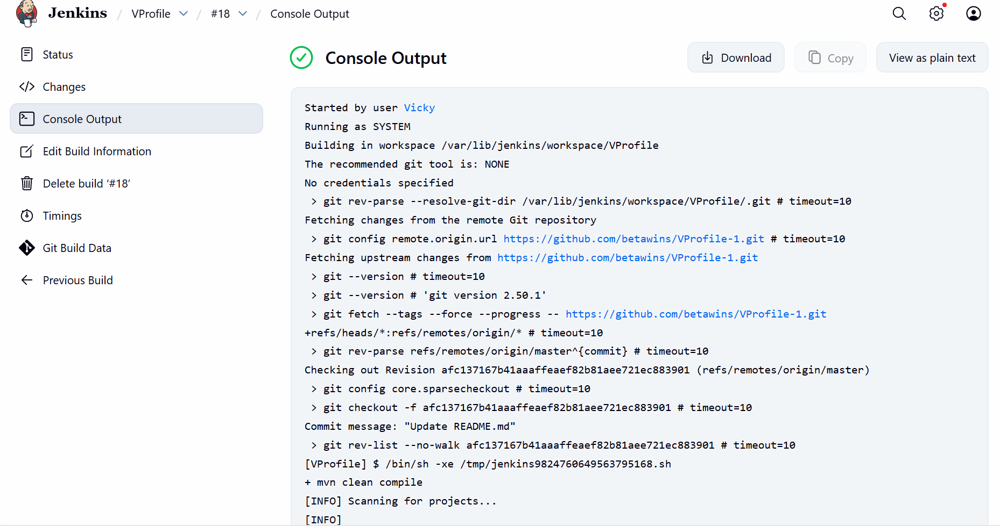 Jenkins / VProfile / #18 / Console Output
Status
Changes
Console Output
Edit Build Information
Delete build ‘#18’
Timings
Git Build Data
Previous Build
Console Output
Download
Copy
View as plain text
Started by user Vicky
Running as SYSTEM
Building in workspace /var/lib/jenkins/workspace/VProfile
The recommended git tool is: NONE
No credentials specified
 > git rev-parse --resolve-git-dir /var/lib/jenkins/workspace/VProfile/.git # timeout=10
Fetching changes from the remote Git repository
 > git config remote.origin.url https://github.com/betawins/VProfile-1.git # timeout=10
Fetching upstream changes from https://github.com/betawins/VProfile-1.git
 > git --version # timeout=10
 > git --version # 'git version 2.50.1'
 > git fetch --tags --force --progress -- https://github.com/betawins/VProfile-1.git
+refs/heads/*:refs/remotes/origin/* # timeout=10
 > git rev-parse refs/remotes/origin/master^{commit} # timeout=10
Checking out Revision afc137167b41aaaffeaef82b81aee721ec883901 (refs/remotes/origin/master)
 > git config core.sparsecheckout # timeout=10
 > git checkout -f afc137167b41aaaffeaef82b81aee721ec883901 # timeout=10
Commit message: "Update README.md"
 > git rev-list --no-walk afc137167b41aaaffeaef82b81aee721ec883901 # timeout=10
[VProfile] $ /bin/sh -xe /tmp/jenkins9824760649563795168.sh
+ mvn clean compile
[INFO] Scanning for projects...
[INFO]